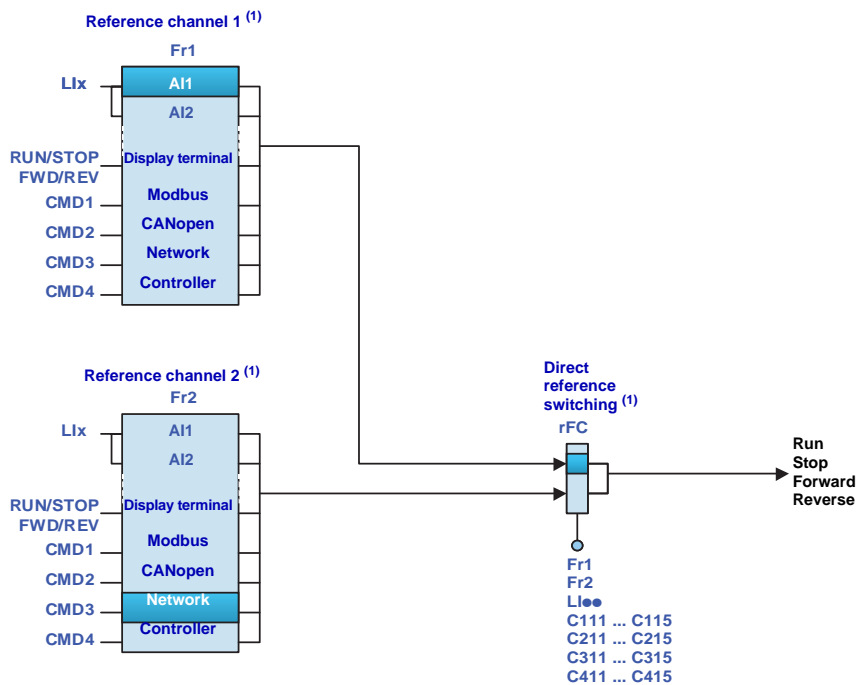 Reference channel 1 (1)
Fr1
LIx
AI1
AI2
RUN/STOP
FWD/REV
Display terminal
CMD1
Modbus
CMD2
CANopen
CMD3
Network
CMD4
Controller
Reference channel 2 (1)
Fr2
LIx
AI1
AI2
RUN/STOP
FWD/REV
Display terminal
CMD1
Modbus
CMD2
CANopen
CMD3
Network
CMD4
Controller
Direct
reference
switching (1)
rFC
Fr1
Fr2
LI●●
C111 ... C115
C211 ... C215
C311 ... C315
C411 ... C415
Run
Stop
Forward
Reverse